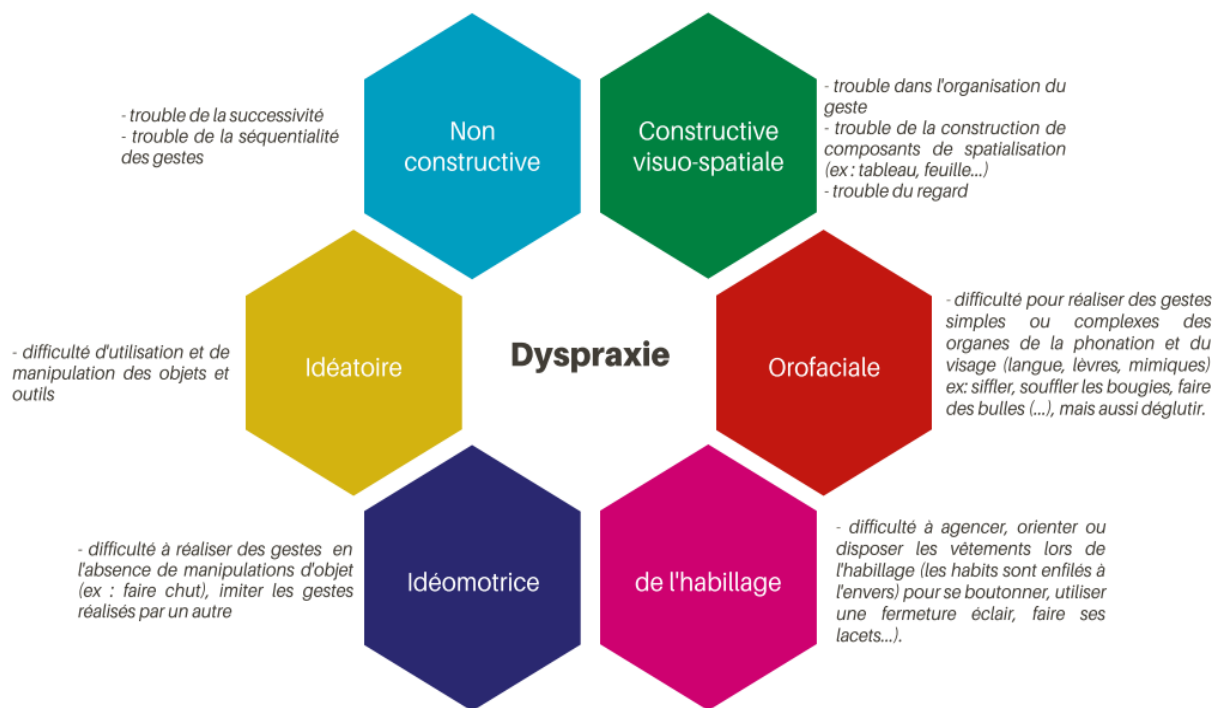 Non
constructive
- trouble de la successivité
- trouble de la séquentialité
des gestes
Constructive
visuo-spatiale
- trouble dans l'organisation du
geste
- trouble de la construction de
composants de spatialisation
(ex : tableau, feuille...)
- trouble du regard
Idéatoire
- difficulté d'utilisation et de
manipulation des objets et
outils
Dyspraxie
Orofaciale
- difficulté pour réaliser des gestes
simples ou complexes des
organes de la phonation et du
visage (langue, lèvres, mimiques)
ex: siffler, souffler les bougies, faire
des bulles (...), mais aussi déglutir.
Idéomotrice
- difficulté à réaliser des gestes en
l'absence de manipulations d'objet
(ex : faire chut), imiter les gestes
réalisés par un autre
de l'habillage
- difficulté à agencer, orienter ou
disposer les vêtements lors de
l'habillage (les habits sont enfilés à
l'envers) pour se boutonner, utiliser
une fermeture éclair, faire ses
lacets...).